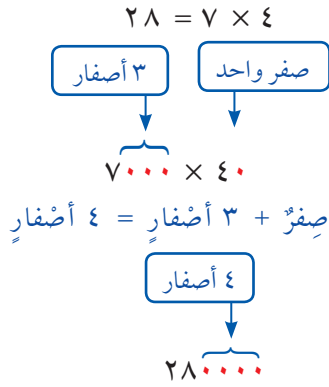 ٢٨ = ٧ × ٤
٣ أصفار
صفر واحد
٧٠٠٠ × ٤٠
صِفرٌ + ٣ أصْفارٍ = ٤ أصْفارٍ
٤ أصفار
٢٨٠٠٠٠